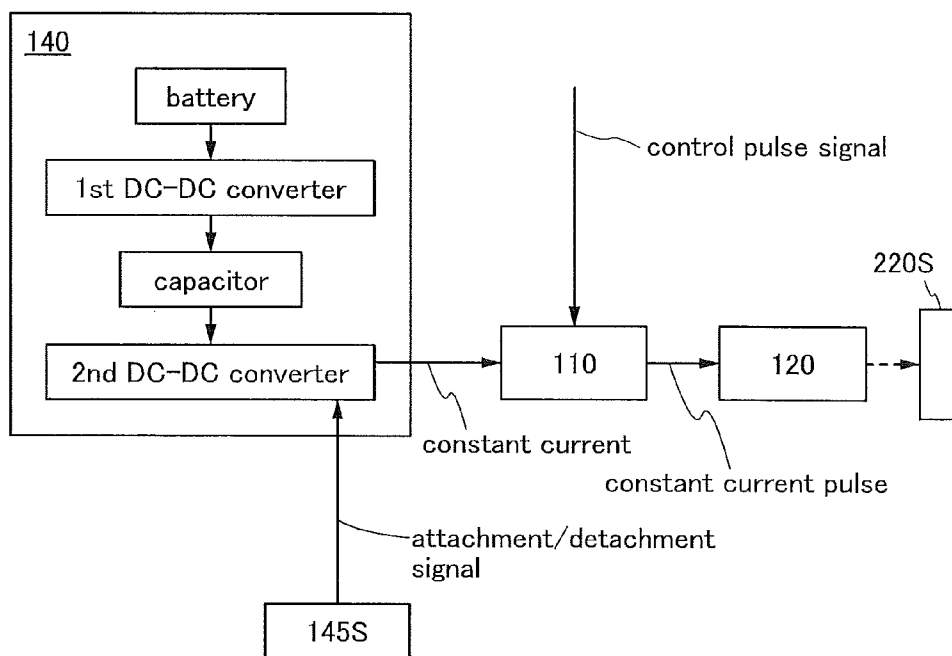 140
battery
1st DC-DC converter
capacitor
2nd DC-DC converter
control pulse signal
220S
110
120
constant current
constant current pulse
attachment/detachment
signal
145S